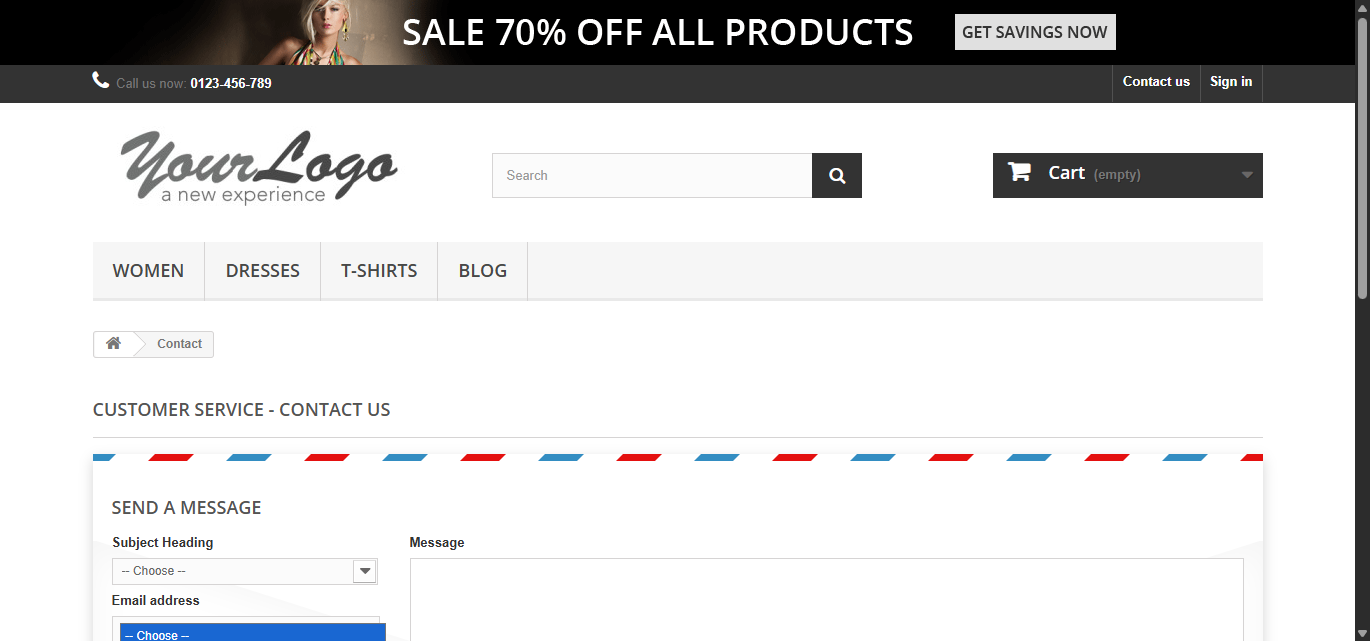 SALE 70% OFF ALL PRODUCTS
GET SAVINGS NOW
Call us now: 0123-456-789
Contact us
Sign in
YourLogo
a new experience
Search
Cart (empty)
WOMEN
DRESSES
T-SHIRTS
BLOG
Contact
CUSTOMER SERVICE - CONTACT US
SEND A MESSAGE
Subject Heading
-- Choose --
Email address
-- Choose --
Message